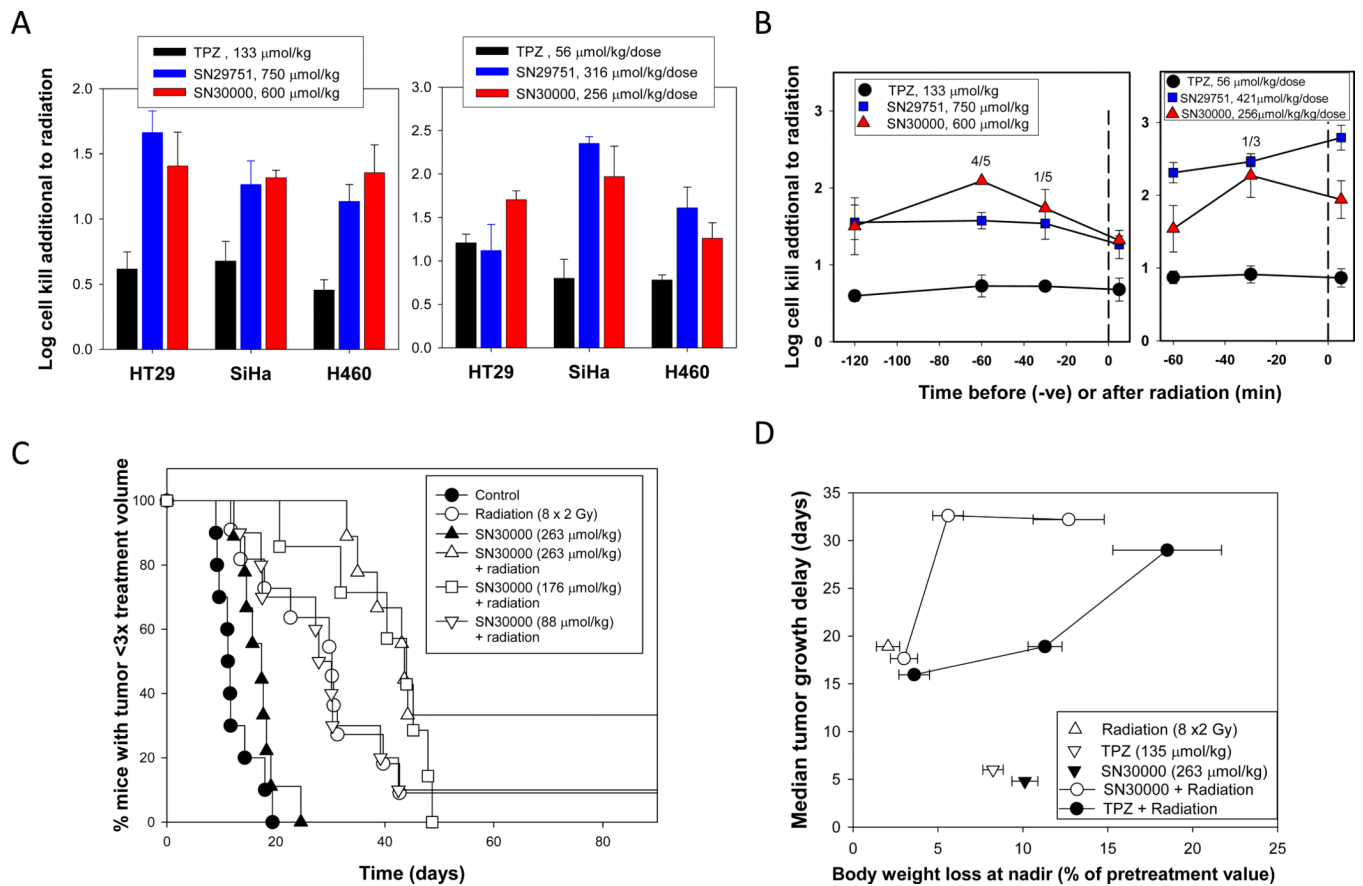 A
TPZ , 133 μmol/kg
SN29751, 750 μmol/kg
SN30000, 600 μmol/kg
TPZ , 56 μmol/kg/dose
SN29751, 316 μmol/kg/dose
SN30000, 256 μmol/kg/dose
Log cell kill additional to radiation
2.0
1.5
1.0
0.5
0.0
HT29
SiHa
H460
3.0
2.5
2.0
1.5
1.0
0.5
0.0
HT29
SiHa
H460
B
TPZ, 133 μmol/kg
SN29751, 750 μmol/kg
SN30000, 600 μmol/kg
TPZ, 56 μmol/kg/dose
SN29751, 421μmol/kg/dose
SN30000, 256μmol/kg/kg/dose
Log cell kill additional to radiation
3
2
1
0
4/5
1/5
-120
-100
-80
-60
-40
-20
0
3
2
1
0
1/3
-60
-40
-20
0
Time before (-ve) or after radiation (min)
C
% mice with tumor <3x treatment volume
100
80
60
40
20
0
Control
Radiation (8 x 2 Gy)
SN30000 (263 μmol/kg)
SN30000 (263 μmol/kg)
+ radiation
SN30000 (176 μmol/kg)
+ radiation
SN30000 (88 μmol/kg)
+ radiation
0
20
40
60
80
Time (days)
D
Median tumor growth delay (days)
35
30
25
20
15
10
5
0
Radiation (8 x2 Gy)
TPZ (135 μmol/kg)
SN30000 (263 μmol/kg)
SN30000 + Radiation
TPZ + Radiation
0
5
10
15
20
25
Body weight loss at nadir (% of pretreatment value)